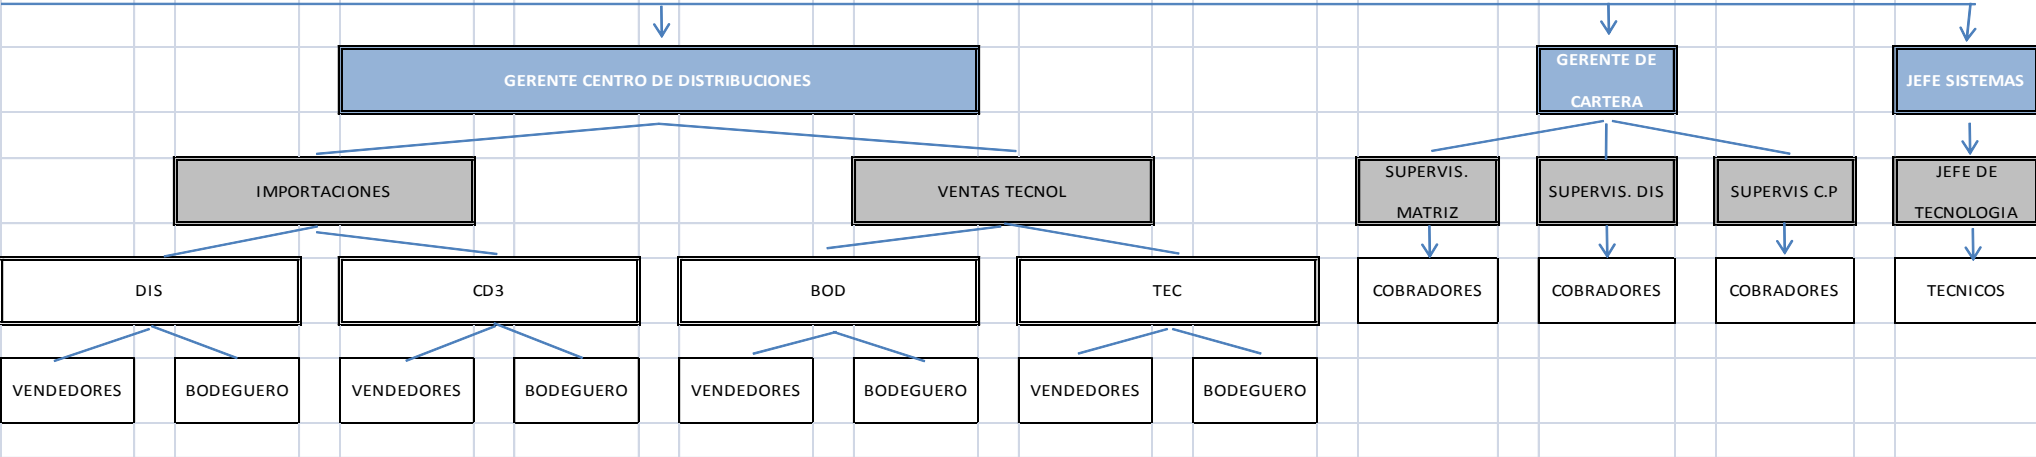 GERENTE CENTRO DE DISTRIBUCIONES
GERENTE DE
CARTERA
JEFE SISTEMAS
IMPORTACIONES
VENTAS TECNOL
SUPERVIS.
MATRIZ
SUPERVIS. DIS
SUPERVIS C.P
JEFE DE
TECNOLOGIA
DIS
CD3
BOD
TEC
COBRADORES
COBRADORES
COBRADORES
TECNICOS
VENDEDORES
BODEGUERO
VENDEDORES
BODEGUERO
VENDEDORES
BODEGUERO
VENDEDORES
BODEGUERO